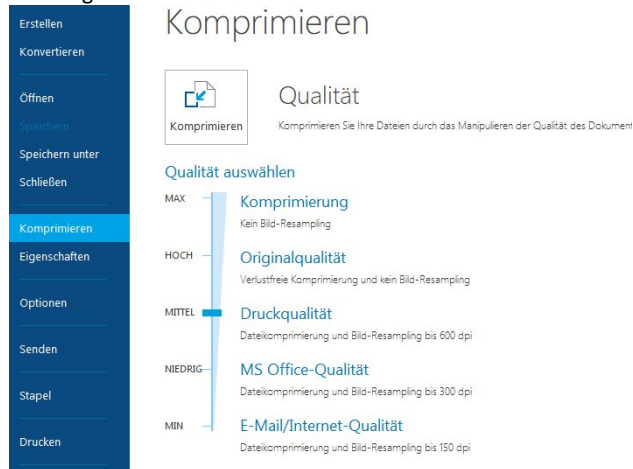 Erstellen
Konvertieren
Öffnen
Speichern
Speichern unter
Schließen
Komprimieren
Eigenschaften
Optionen
Senden
Stapel
Drucken
Komprimieren
Komprimieren
Qualität
Komprimieren Sie Ihre Dateien durch das Manipulieren der Qualität des Dokument
Qualität auswählen
MAX
Komprimierung
Kein Bild-Resampling
HOCH
Originalqualität
Verlustfreie Komprimierung und kein Bild-Resampling
MITTEL
Druckqualität
Dateikomprimierung und Bild-Resampling bis 600 dpi
NIEDRIG
MS Office-Qualität
Dateikomprimierung und Bild-Resampling bis 300 dpi
MIN
E-Mail/Internet-Qualität
Dateikomprimierung und Bild-Resampling bis 150 dpi